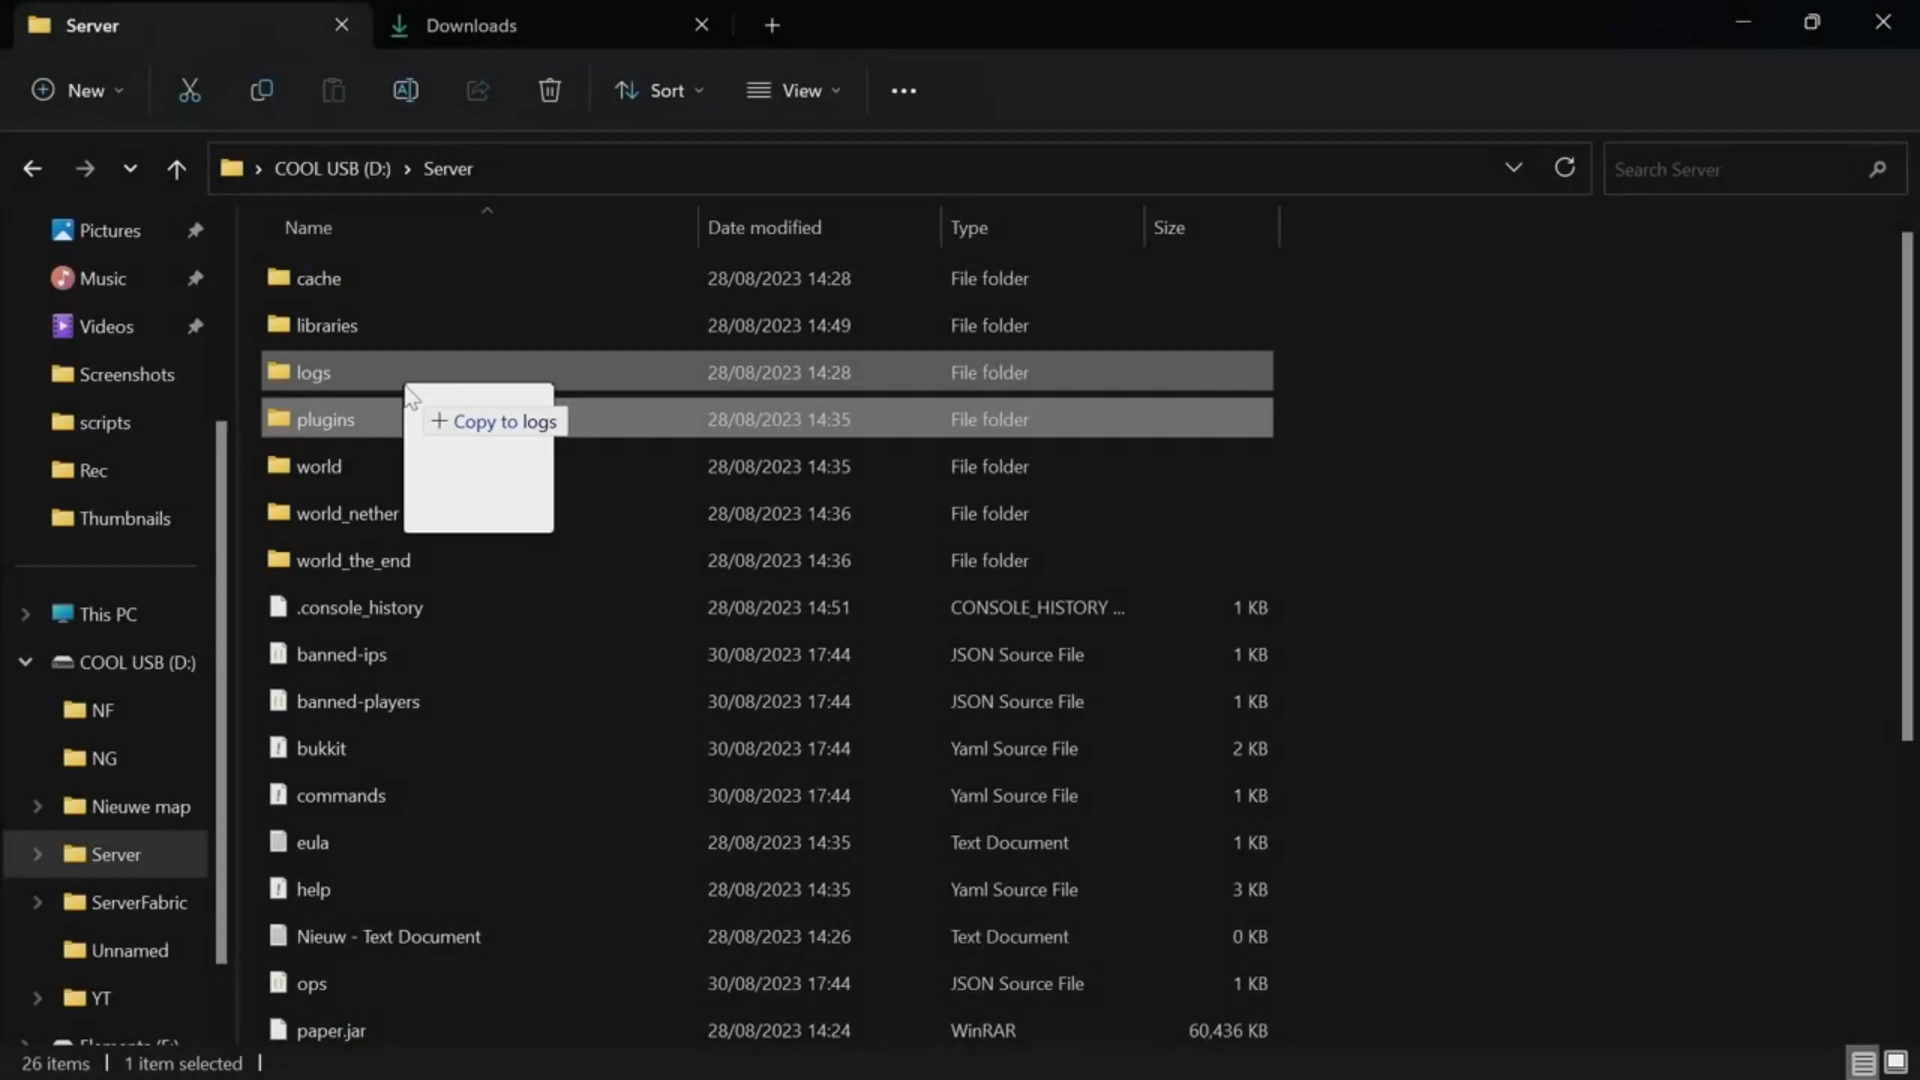 Server
Downloads
New
Sort
View
COOL USB (D:) › Server
Search Server
Pictures
Music
Videos
Screenshots
scripts
Rec
Thumbnails
This PC
COOL USB (D:)
NF
NG
Nieuwe map
Server
ServerFabric
Unnamed
YT
Name Date modified Type Size
cache 28/08/2023 14:28 File folder
libraries 28/08/2023 14:49 File folder
logs 28/08/2023 14:28 File folder
+ Copy to logs
plugins 28/08/2023 14:35 File folder
world 28/08/2023 14:35 File folder
world_nether 28/08/2023 14:36 File folder
world_the_end 28/08/2023 14:36 File folder
.console_history 28/08/2023 14:51 CONSOLE_HISTORY ... 1 KB
banned-ips 30/08/2023 17:44 JSON Source File 1 KB
banned-players 30/08/2023 17:44 JSON Source File 1 KB
bukkit 30/08/2023 17:44 Yaml Source File 2 KB
commands 30/08/2023 17:44 Yaml Source File 1 KB
eula 28/08/2023 14:35 Text Document 1 KB
help 28/08/2023 14:35 Yaml Source File 3 KB
Nieuw - Text Document 28/08/2023 14:26 Text Document 0 KB
ops 30/08/2023 17:44 JSON Source File 1 KB
paper.jar 28/08/2023 14:24 WinRAR 60,436 KB
26 items
1 item selected